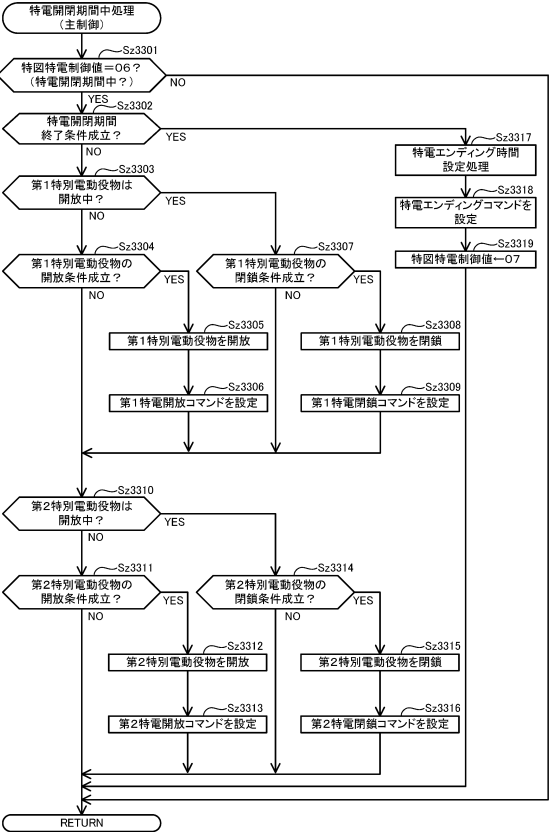 特電開閉期間中処理
(主制御)
Sz3301
特図特電制御値=06?
(特電開閉期間中?)
NO
YES
Sz3302
特電開閉期間
終了条件成立?
YES
NO
Sz3317
特電エンディング時間
設定処理
Sz3318
特電エンディングコマンドを
設定
Sz3319
特図特電制御値←07
Sz3303
第1特別電動役物は
開放中?
YES
NO
Sz3304
第1特別電動役物の
開放条件成立?
YES
NO
Sz3307
第1特別電動役物の
閉鎖条件成立?
YES
NO
Sz3305
第1特別電動役物を開放
Sz3308
第1特別電動役物を閉鎖
Sz3306
第1特電開放コマンドを設定
Sz3309
第1特電閉鎖コマンドを設定
Sz3310
第2特別電動役物は
開放中?
YES
NO
Sz3311
第2特別電動役物の
開放条件成立?
YES
NO
Sz3314
第2特別電動役物の
閉鎖条件成立?
YES
NO
Sz3312
第2特別電動役物を開放
Sz3315
第2特別電動役物を閉鎖
Sz3313
第2特電開放コマンドを設定
Sz3316
第2特電閉鎖コマンドを設定
RETURN